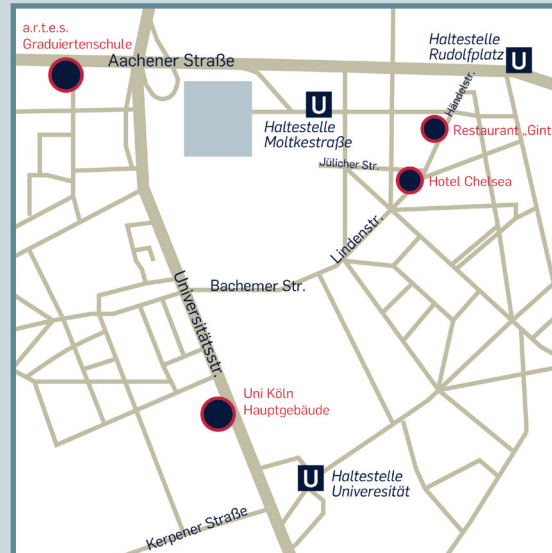 a.r.t.e.s.
Graduiertenschule
Aachener Straße
Haltestelle
Rudolfplatz
U
Händelstr.
U
Haltestelle
Moltkestraße
Restaurant „Gint
Jülicher Str.
Hotel Chelsea
Lindenstr.
Bachemer Str.
Universitätsstr.
Uni Köln
Hauptgebäude
U
Haltestelle
Univeresität
Kerpener Straße